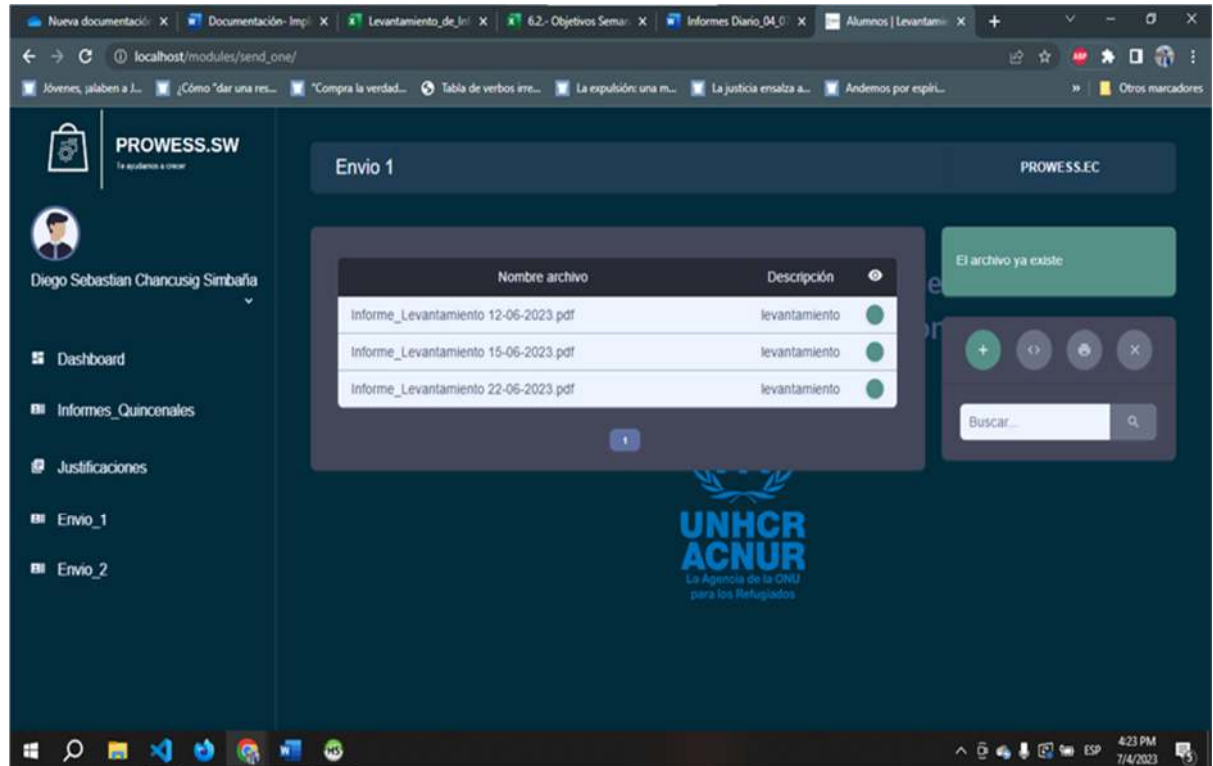 Nueva documentació
Documentación- Impl
Levantamiento_de_Inf
6.2.- Objetivos Seman
Informes Diario_04_0
Alumnos | Levantamie
localhost/modules/send_one/
ABP
Jóvenes, ¡alaben a J...
¿Cómo "dar una res...
"Compra la verdad...
Tabla de verbos irre...
La expulsión: una m...
La justicia ensalza a...
Andemos por espíri...
»
Otros marcadores
PROWESS.SW
Te ayudamos a crecer
Envio 1
PROWESS.EC
Diego Sebastian Chancusig Simbaña
Dashboard
Informes_Quincenales
Justificaciones
Envio_1
Envio_2
Nombre archivo
Descripción
Informe_Levantamiento 12-06-2023.pdf
levantamiento
Informe_Levantamiento 15-06-2023.pdf
levantamiento
Informe_Levantamiento 22-06-2023.pdf
levantamiento
1
El archivo ya existe
Buscar...
UNHCR
ACNUR
La Agencia de la ONU
para los Refugiados
ESP
4:23 PM
7/4/2023
5